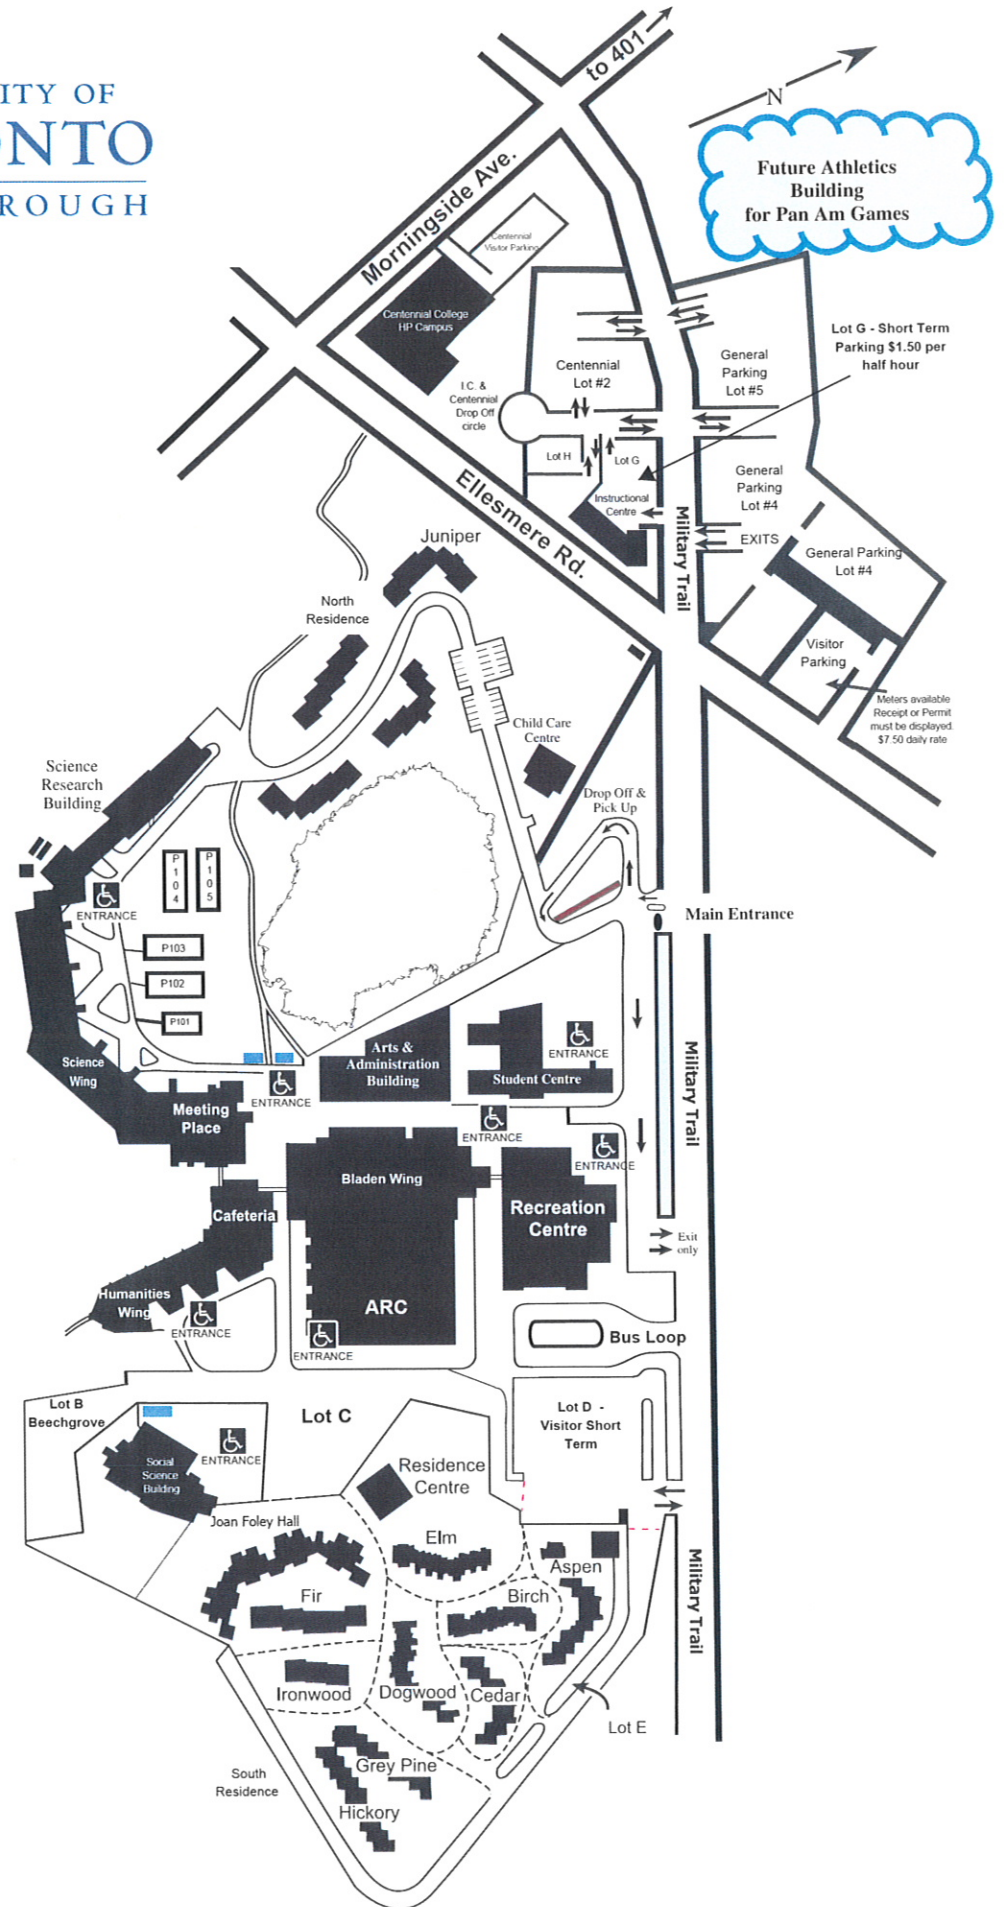 ITY OF
ONTO
ROUGH
to 401
N
Future Athletics
Building
for Pan Am Games
Morningside Ave.
Centennial
Visitor Parking
Centennial College
HP Campus
Lot G - Short Term
Parking $1.50 per
half hour
General
Parking
Lot #5
Centennial
Lot #2
I.C. &
Centennial
Drop Off
circle
Lot H
Lot G
General
Parking
Lot #4
Instructional
Centre
EXITS
Ellesmere Rd.
Military Trail
General Parking
Lot #4
Juniper
North
Residence
Visitor
Parking
Meters available
Receipt or Permit
must be displayed.
$7.50 daily rate
Child Care
Centre
Science
Research
Building
Drop Off &
Pick Up
P104
P105
ENTRANCE
Main Entrance
P103
P102
P101
Science
Wing
Arts &
Administration
Building
ENTRANCE
Student Centre
Military Trail
ENTRANCE
Meeting
Place
ENTRANCE
ENTRANCE
Bladen Wing
Recreation
Centre
Cafeteria
Exit
only
Humanities
Wing
ENTRANCE
ARC
ENTRANCE
Bus Loop
Lot B
Beechgrove
Lot C
Lot D -
Visitor Short
Term
ENTRANCE
Social
Science
Building
Residence
Centre
Joan Foley Hall
Elm
Aspen
Fir
Birch
Military Trail
Ironwood
Dogwood
Cedar
Lot E
Grey Pine
South
Residence
Hickory